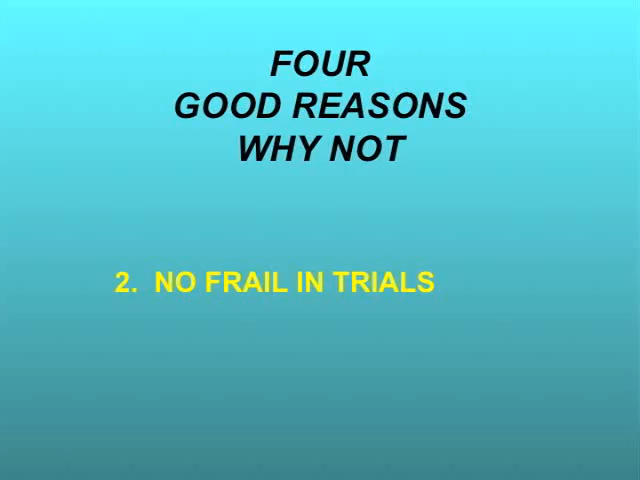 FOUR
GOOD REASONS
WHY NOT
2. NO FRAIL IN TRIALS